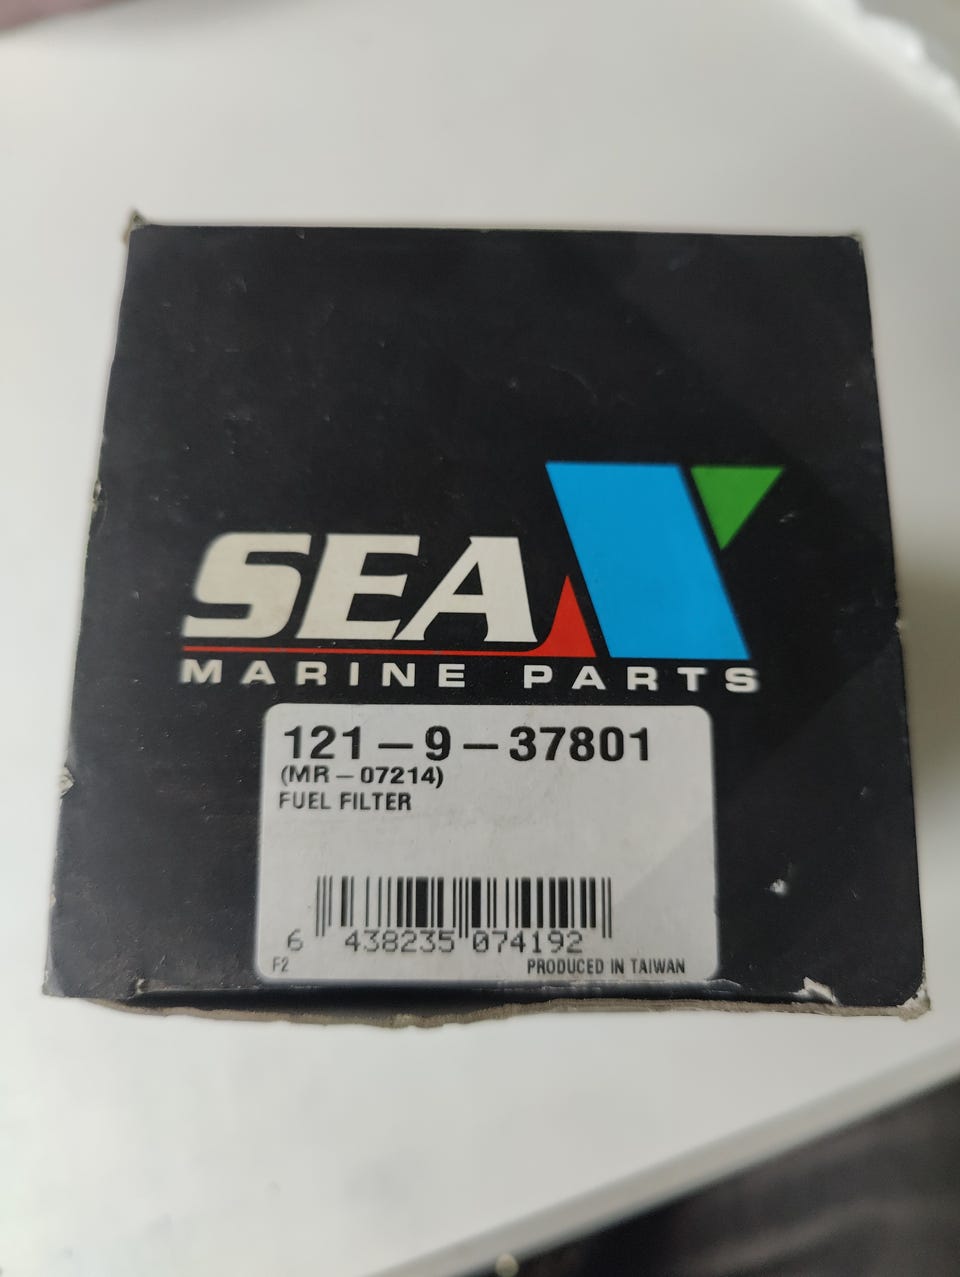 SEA X
MARINE PARTS
121-9-37801
(MR-07214)
FUEL FILTER
6 438235 074192
F2 PRODUCED IN TAIWAN